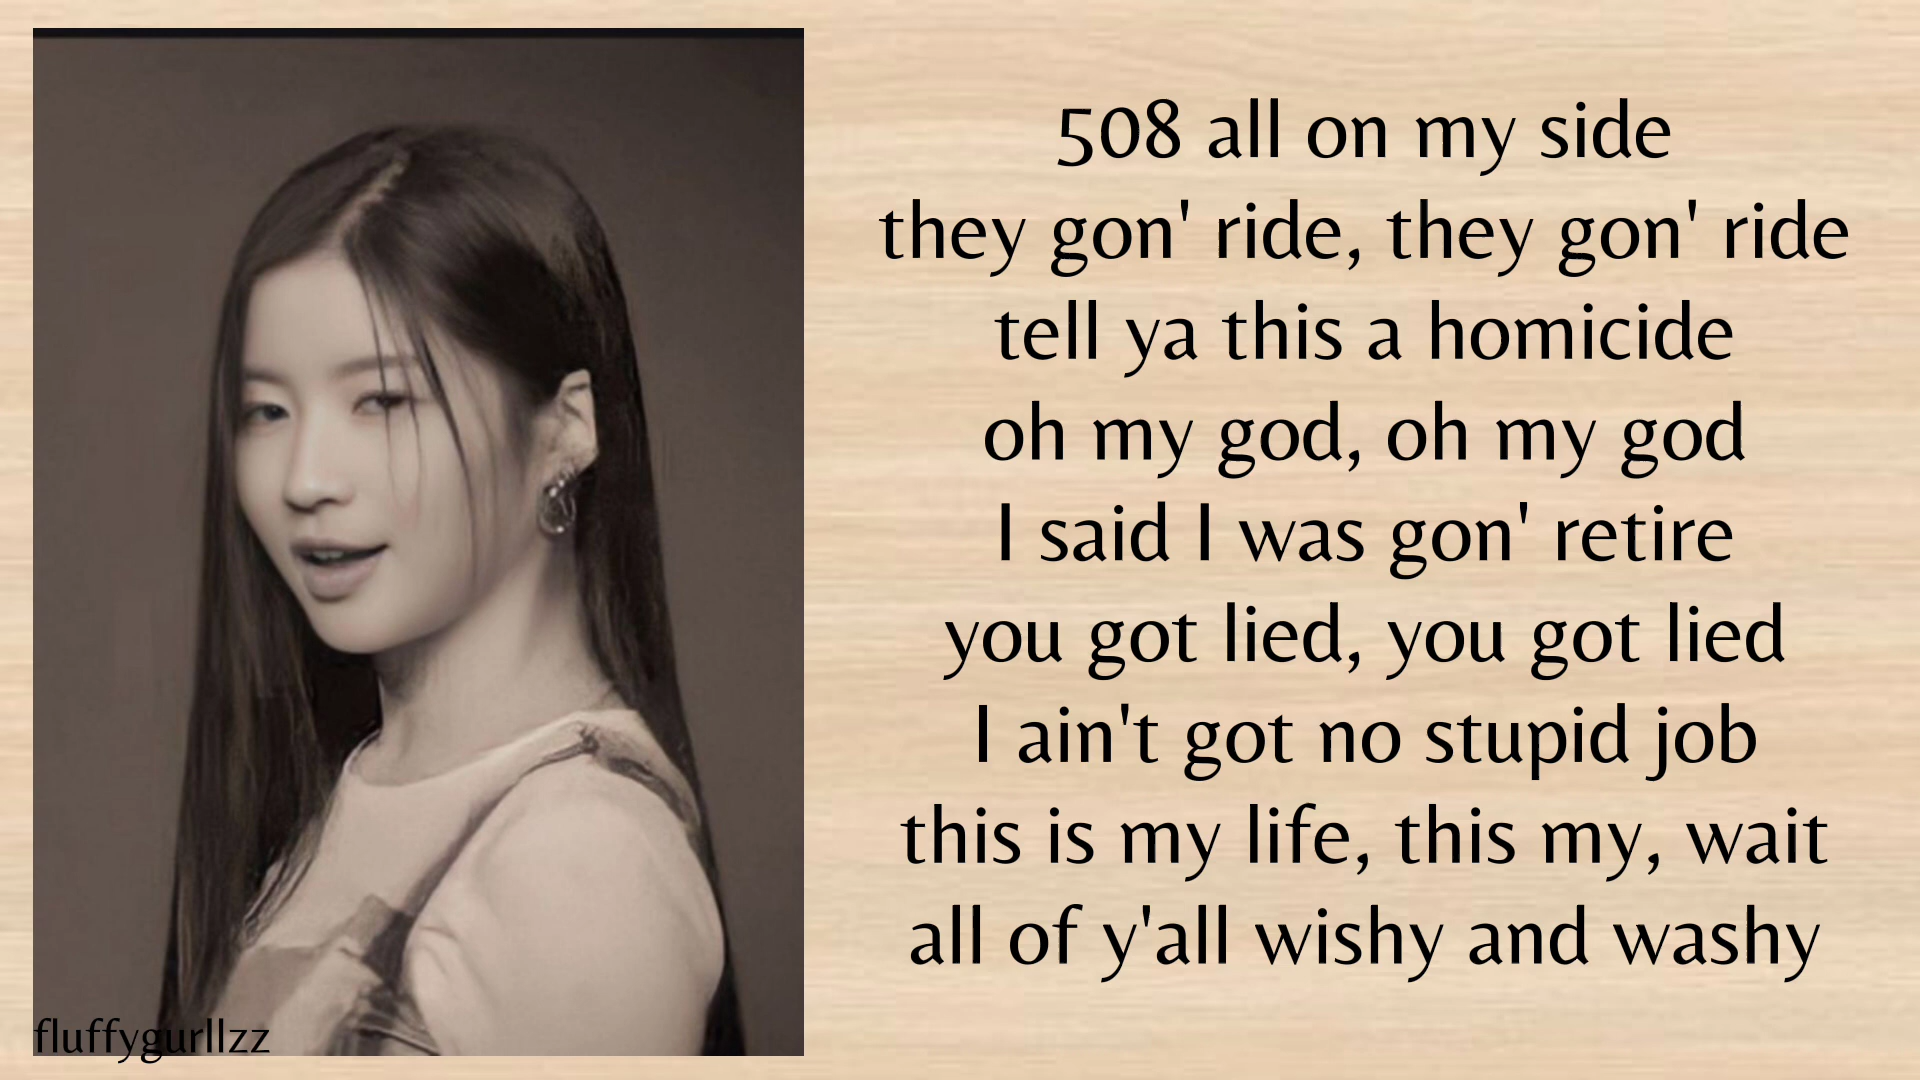 508 all on my side
they gon' ride, they gon' ride
tell ya this a homicide
oh my god, oh my god
I said I was gon' retire
you got lied, you got lied
I ain't got no stupid job
this is my life, this my, wait
all of y'all wishy and washy
fluffygurllzz